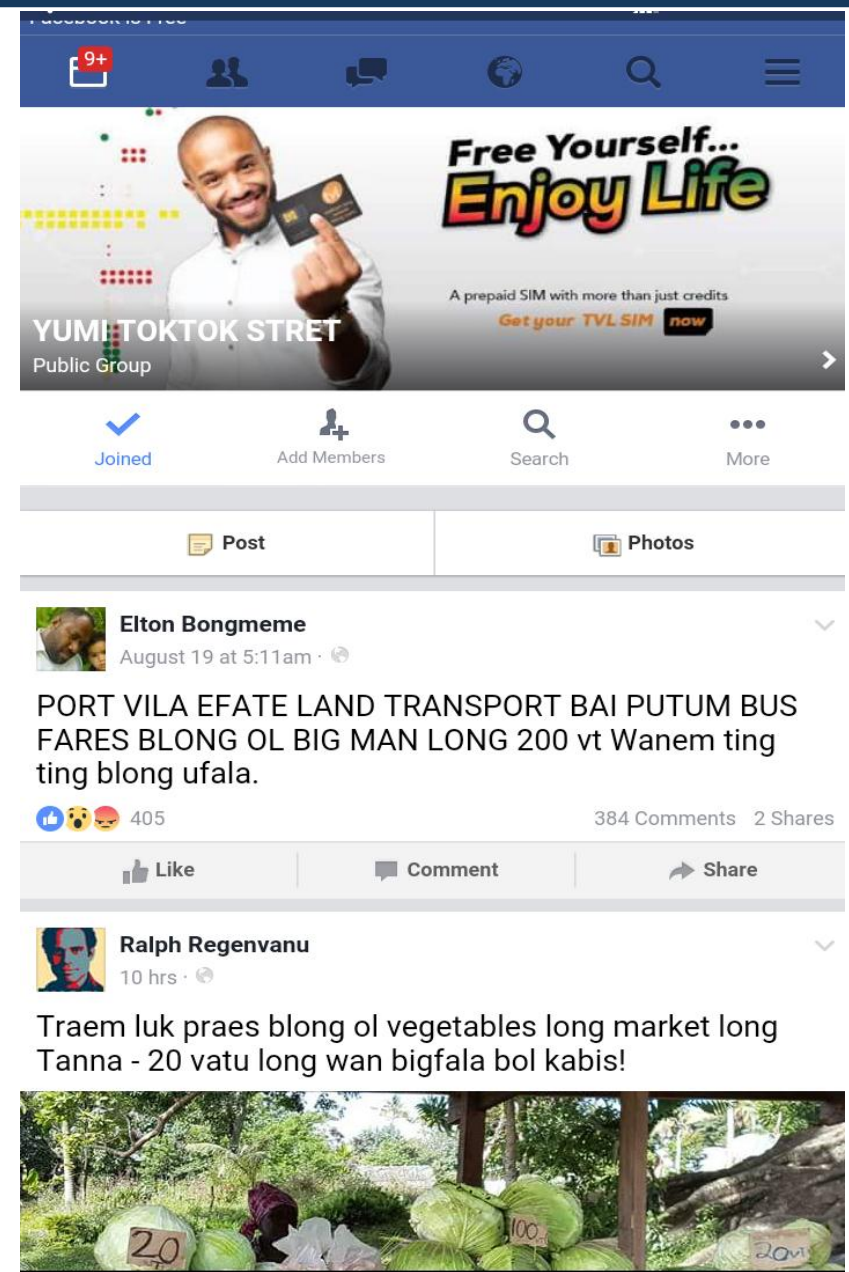 Facebook is Free
9+
Free Yourself...
Enjoy Life
A prepaid SIM with more than just credits
Get your TVL SIM now
YUMI TOKTOK STRET
Public Group
Joined
Add Members
Search
More
Post
Photos
Elton Bongmeme
August 19 at 5:11am ·
PORT VILA EFATE LAND TRANSPORT BAI PUTUM BUS
FARES BLONG OL BIG MAN LONG 200 vt Wanem ting
ting blong ufala.
405
384 Comments 2 Shares
Like
Comment
Share
Ralph Regenvanu
10 hrs ·
Traem luk praes blong ol vegetables long market long
Tanna - 20 vatu long wan bigfala bol kabis!
20
100
20vt